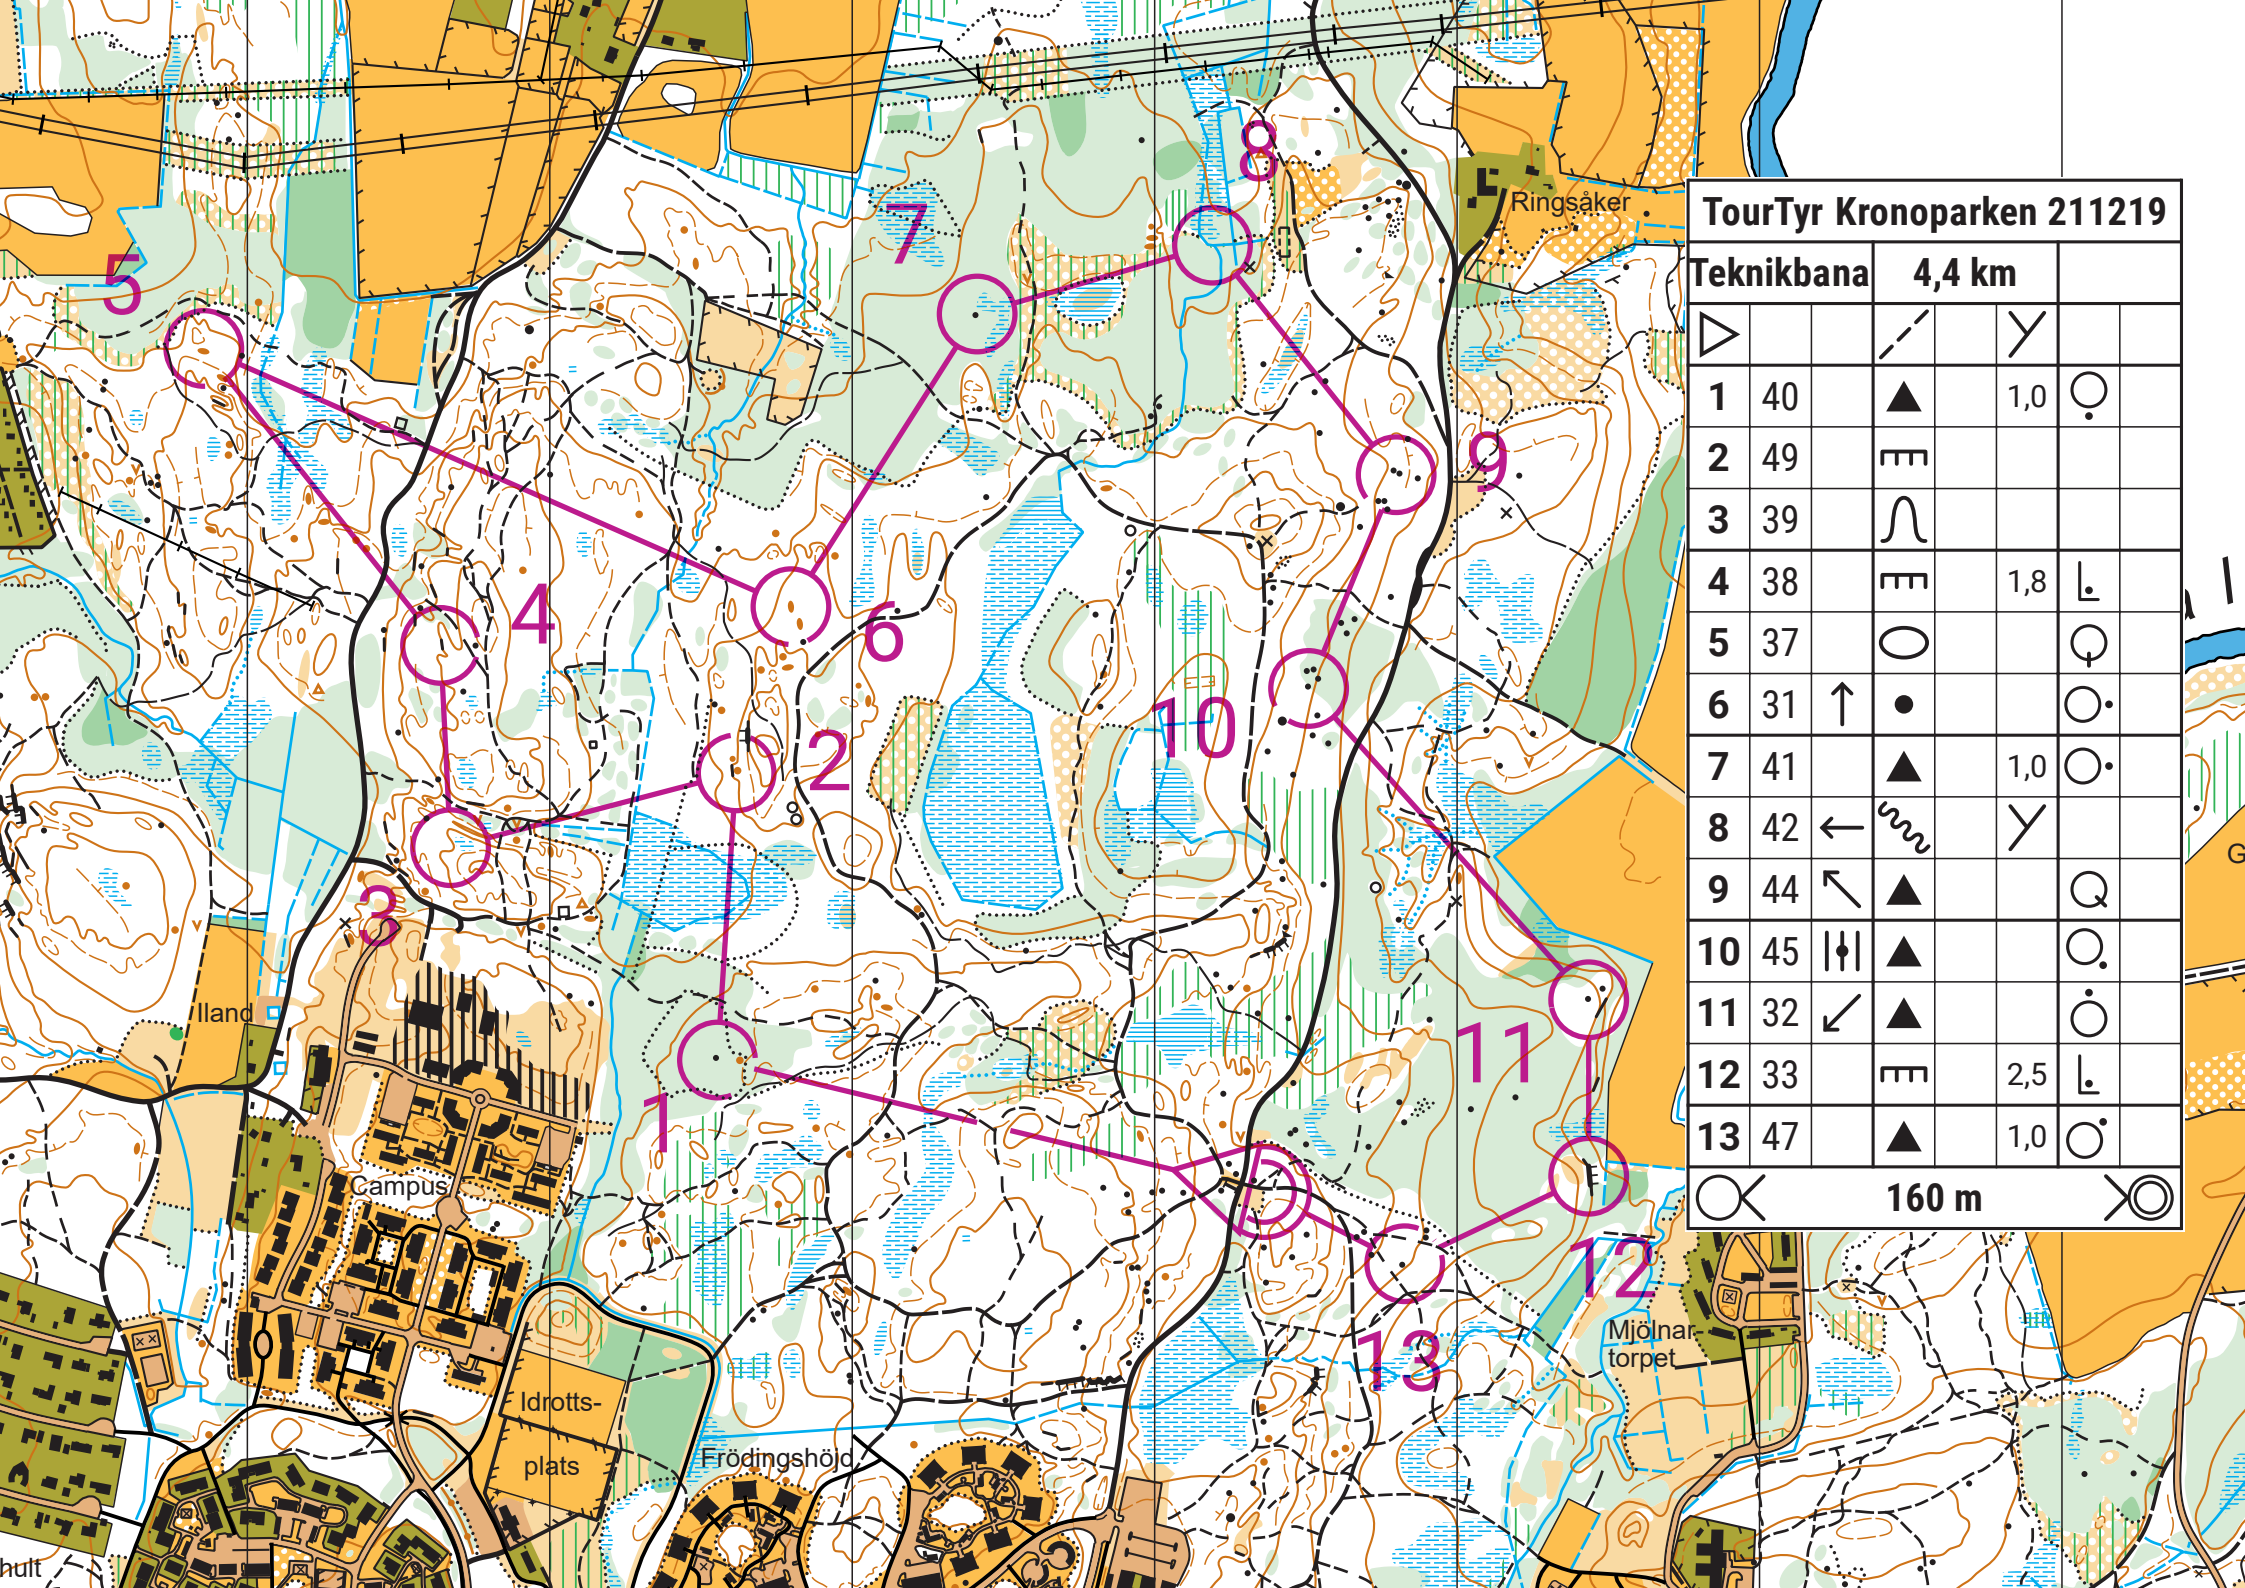 TourTyr Kronoparken 211219
Teknikbana 4,4 km
1 40 1,0
2 49
3 39
4 38 1,8
5 37
6 31
7 41 1,0
8 42
9 44
10 45
11 32
12 33 2,5
13 47 1,0
160 m
8
Ringsåker
7
5
9
4
6
10
2
3
Iland
11
1
Campus
12
13
Mjölnar-
torpet
Idrotts-
plats
Frödingshöjd
hult
a l
G